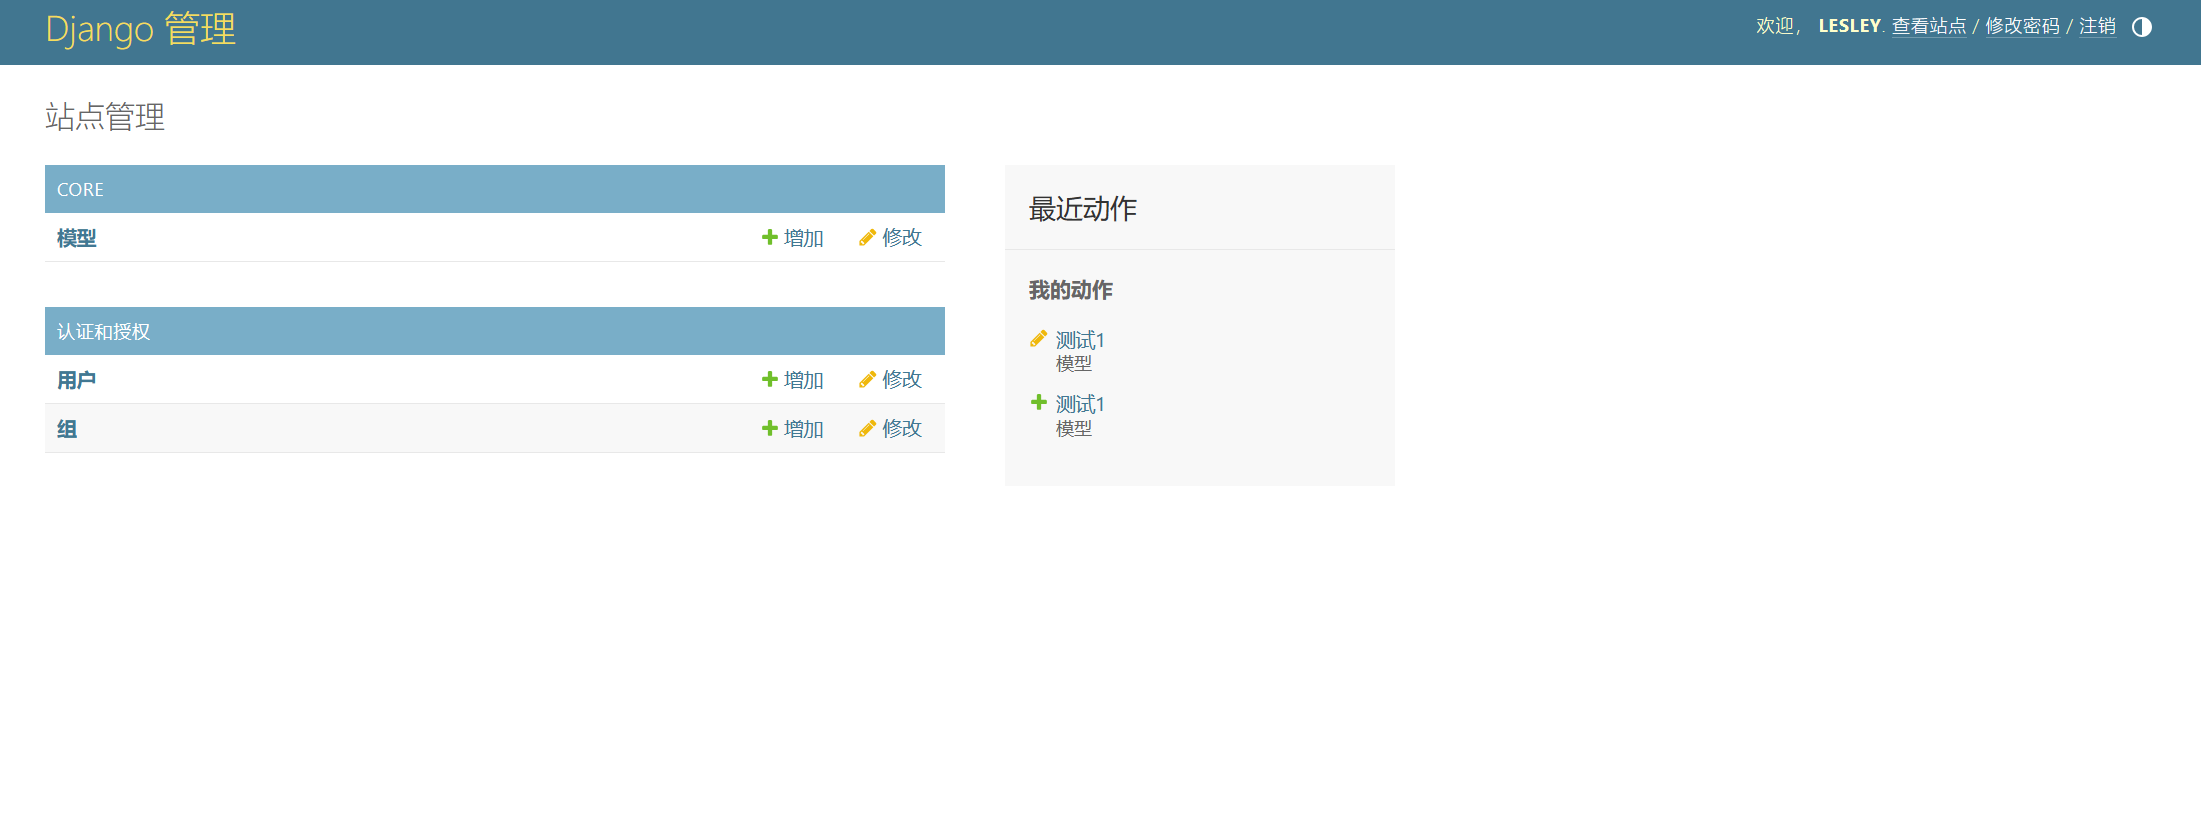 Django 管理
欢迎， LESLEY. 查看站点 / 修改密码 / 注销
站点管理
CORE
模型 增加 修改
认证和授权
用户 增加 修改
组 增加 修改
最近动作
我的动作
测试1
模型
测试1
模型